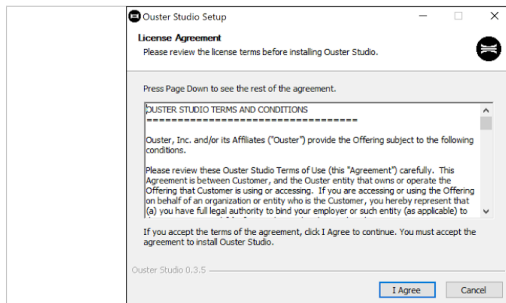 Ouster Studio Setup
License Agreement
Please review the license terms before installing Ouster Studio.
Press Page Down to see the rest of the agreement.
OUSTER STUDIO TERMS AND CONDITIONS
===================================
Ouster, Inc. and/or its Affiliates ("Ouster") provide the Offering subject to the following
conditions.
Please review these Ouster Studio Terms of Use (this "Agreement") carefully. This
Agreement is between Customer, and the Ouster entity that owns or operate the
Offering that Customer is using or accessing. If you are accessing or using the Offering
on behalf of an organization or entity who is the Customer, you hereby represent that
(a) you have full legal authority to bind your employer or such entity (as applicable) to
If you accept the terms of the agreement, click I Agree to continue. You must accept the
agreement to install Ouster Studio.
Ouster Studio 0.3.5
I Agree
Cancel